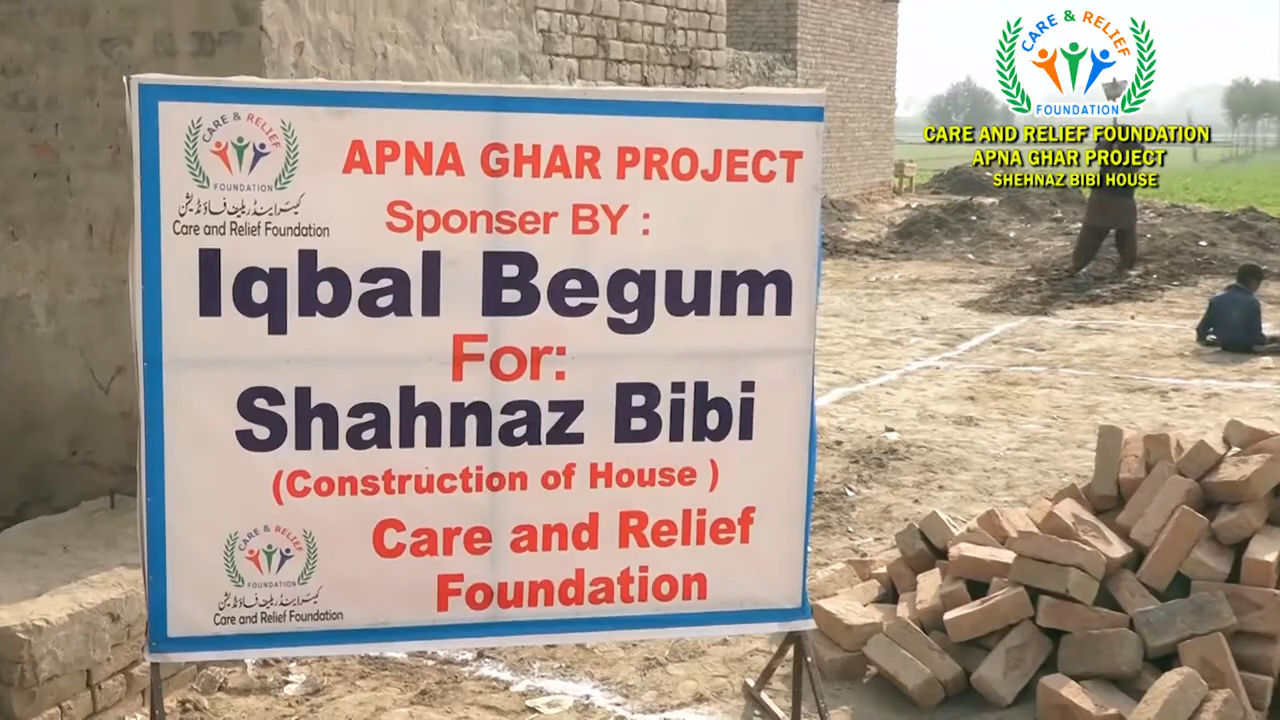 CARE & RELIEF
FOUNDATION
CARE AND RELIEF FOUNDATION
APNA GHAR PROJECT
SHEHNAZ BIBI HOUSE
CARE & RELIEF
FOUNDATION
کیئر اینڈ ریلیف فاؤنڈیشن
Care and Relief Foundation
APNA GHAR PROJECT
Sponser BY :
Iqbal Begum
For:
Shahnaz Bibi
(Construction of House )
Care and Relief
Foundation
CARE & RELIEF
FOUNDATION
کیئر اینڈ ریلیف فاؤنڈیشن
Care and Relief Foundation